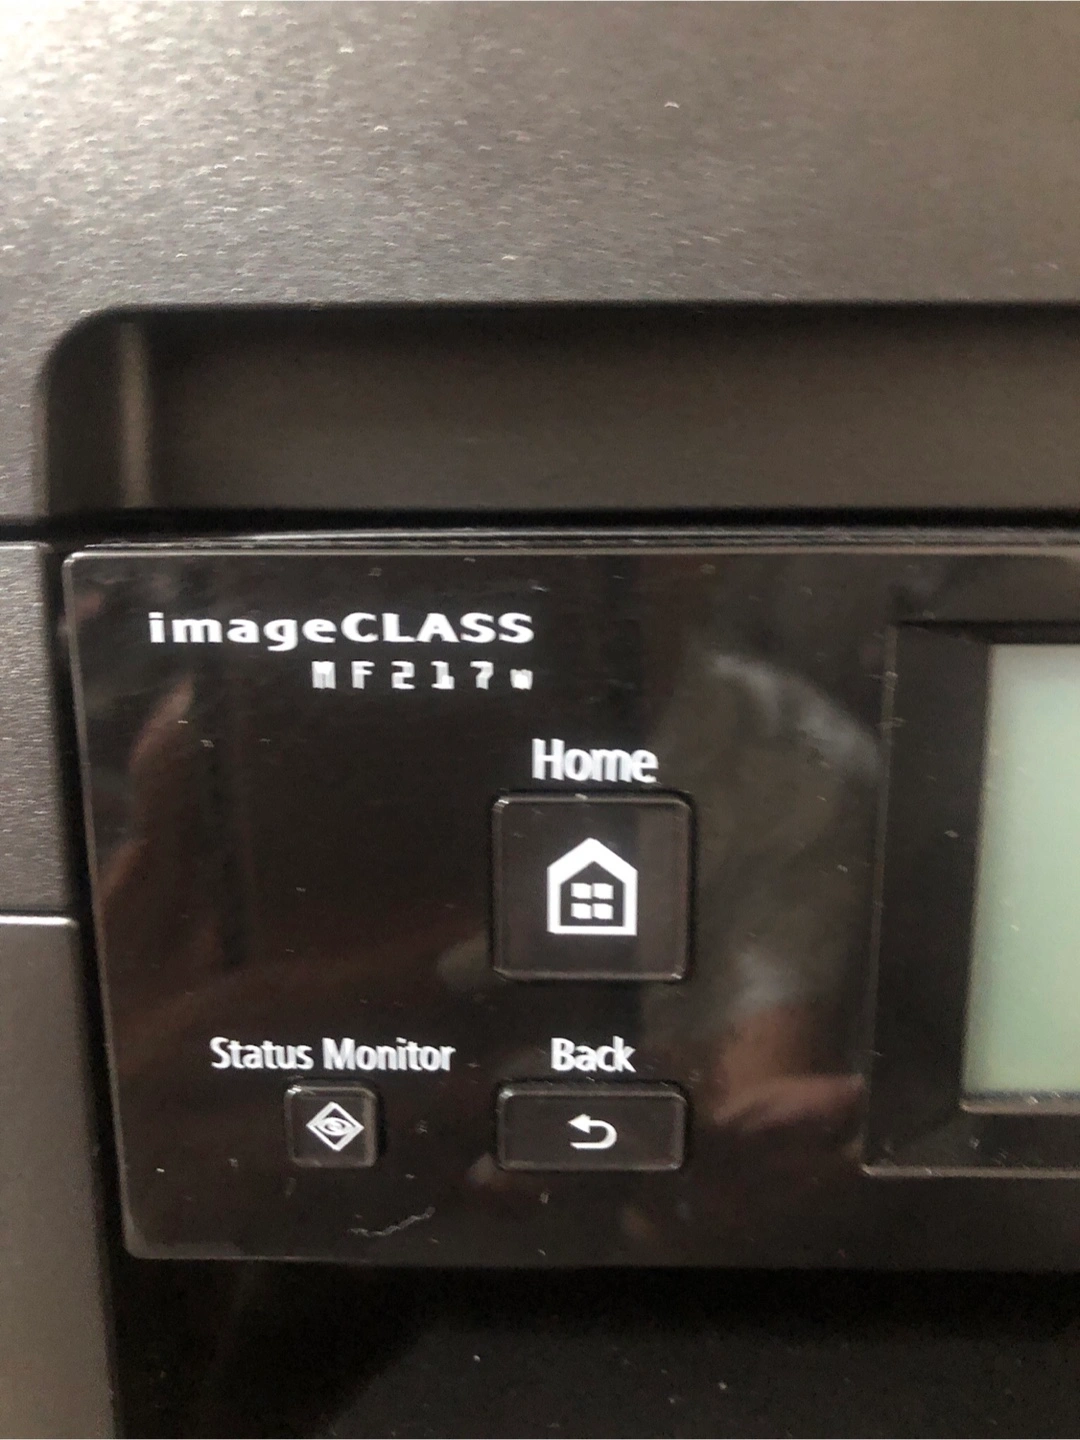 imageCLASS
MF217w
Home
Status Monitor
Back